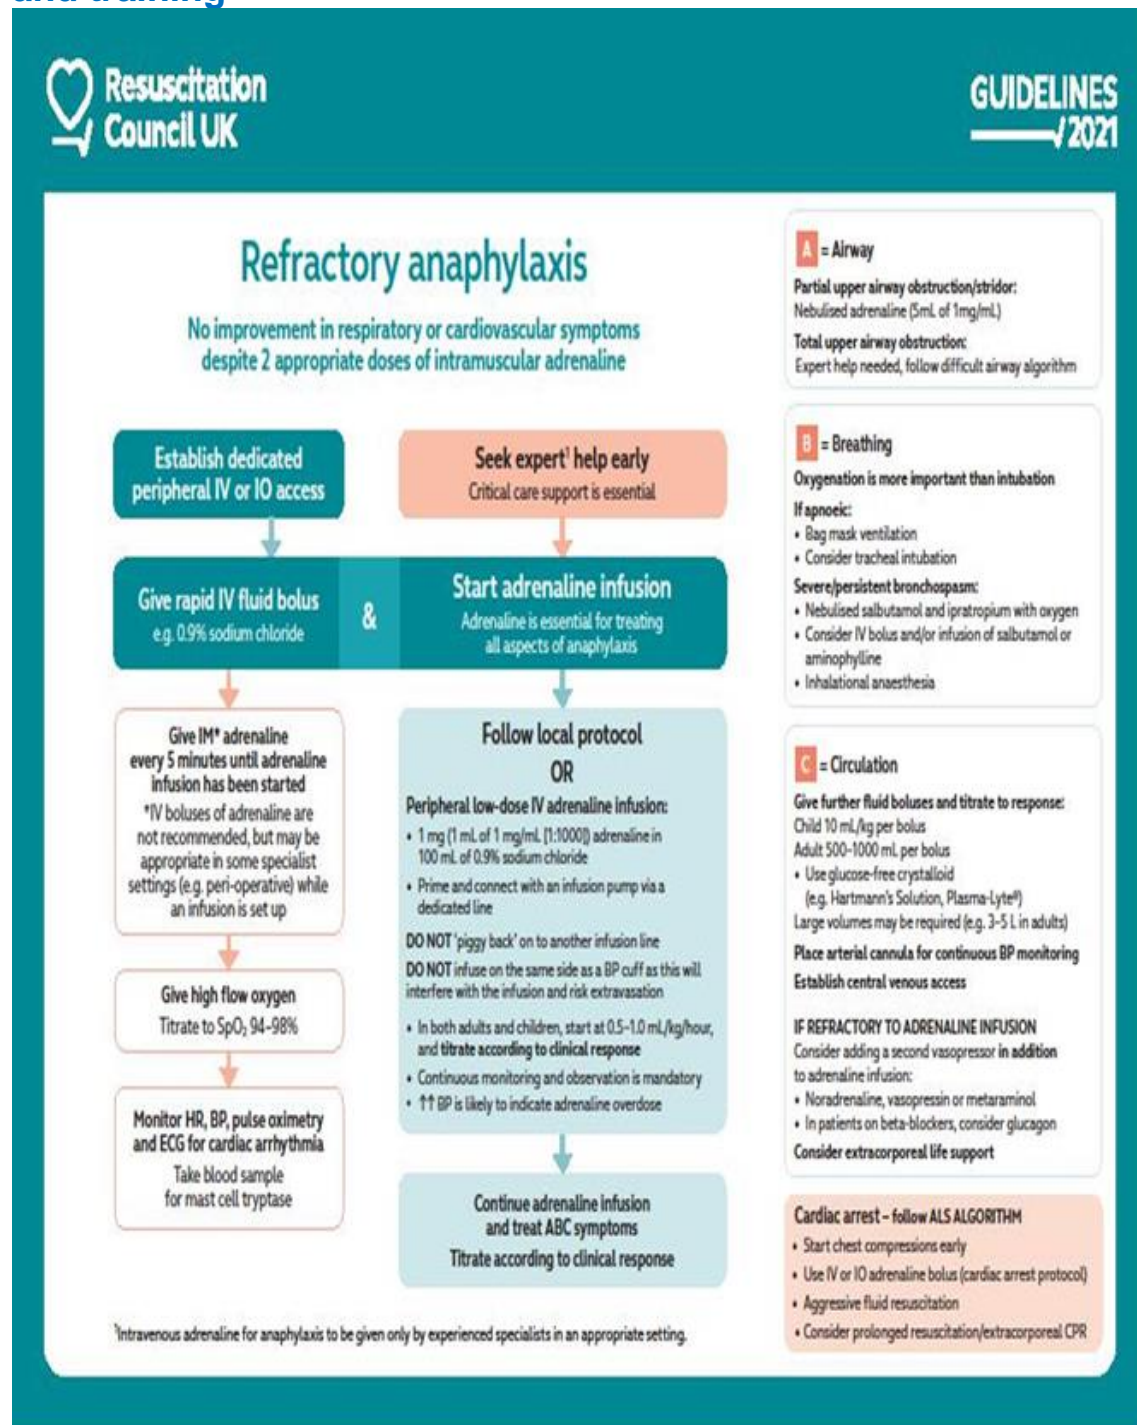 and training
Resuscitation
Council UK
GUIDELINES
2021
Refractory anaphylaxis
No improvement in respiratory or cardiovascular symptoms
despite 2 appropriate doses of intramuscular adrenaline
Establish dedicated
peripheral IV or IO access
Seek expert¹ help early
Critical care support is essential
Give rapid IV fluid bolus
e.g. 0.9% sodium chloride
&
Start adrenaline infusion
Adrenaline is essential for treating
all aspects of anaphylaxis
Give IM* adrenaline
every 5 minutes until adrenaline
infusion has been started
*IV boluses of adrenaline are
not recommended, but may be
appropriate in some specialist
settings (e.g. peri-operative) while
an infusion is set up
Give high flow oxygen
Titrate to SpO₂ 94–98%
Monitor HR, BP, pulse oximetry
and ECG for cardiac arrhythmia
Take blood sample
for mast cell tryptase
Follow local protocol
OR
Peripheral low-dose IV adrenaline infusion:
• 1 mg (1 mL of 1 mg/mL [1:1000]) adrenaline in
100 mL of 0.9% sodium chloride
• Prime and connect with an infusion pump via a
dedicated line
DO NOT 'piggy back' on to another infusion line
DO NOT infuse on the same side as a BP cuff as this will
interfere with the infusion and risk extravasation
• In both adults and children, start at 0.5–1.0 mL/kg/hour,
and titrate according to clinical response
• Continuous monitoring and observation is mandatory
• ↑↑ BP is likely to indicate adrenaline overdose
Continue adrenaline infusion
and treat ABC symptoms
Titrate according to clinical response
¹Intravenous adrenaline for anaphylaxis to be given only by experienced specialists in an appropriate setting.
A = Airway
Partial upper airway obstruction/stridor:
Nebulised adrenaline (5mL of 1mg/mL)
Total upper airway obstruction:
Expert help needed, follow difficult airway algorithm
B = Breathing
Oxygenation is more important than intubation
If apnoeic:
• Bag mask ventilation
• Consider tracheal intubation
Severe/persistent bronchospasm:
• Nebulised salbutamol and ipratropium with oxygen
• Consider IV bolus and/or infusion of salbutamol or
aminophylline
• Inhalational anaesthesia
C = Circulation
Give further fluid boluses and titrate to response:
Child 10 mL/kg per bolus
Adult 500–1000 mL per bolus
• Use glucose-free crystalloid
(e.g. Hartmann's Solution, Plasma-Lyte®)
Large volumes may be required (e.g. 3–5 L in adults)
Place arterial cannula for continuous BP monitoring
Establish central venous access
IF REFRACTORY TO ADRENALINE INFUSION
Consider adding a second vasopressor in addition
to adrenaline infusion:
• Noradrenaline, vasopressin or metaraminol
• In patients on beta-blockers, consider glucagon
Consider extracorporeal life support
Cardiac arrest – follow ALS ALGORITHM
• Start chest compressions early
• Use IV or IO adrenaline bolus (cardiac arrest protocol)
• Aggressive fluid resuscitation
• Consider prolonged resuscitation/extracorporeal CPR